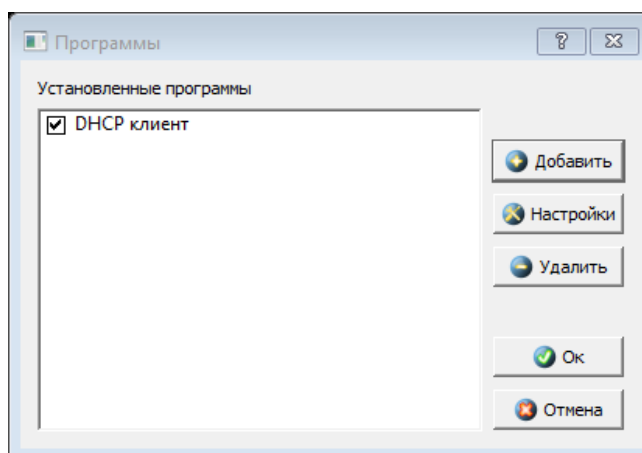 Программы
Установленные программы
DHCP клиент
Добавить
Настройки
Удалить
Ок
Отмена